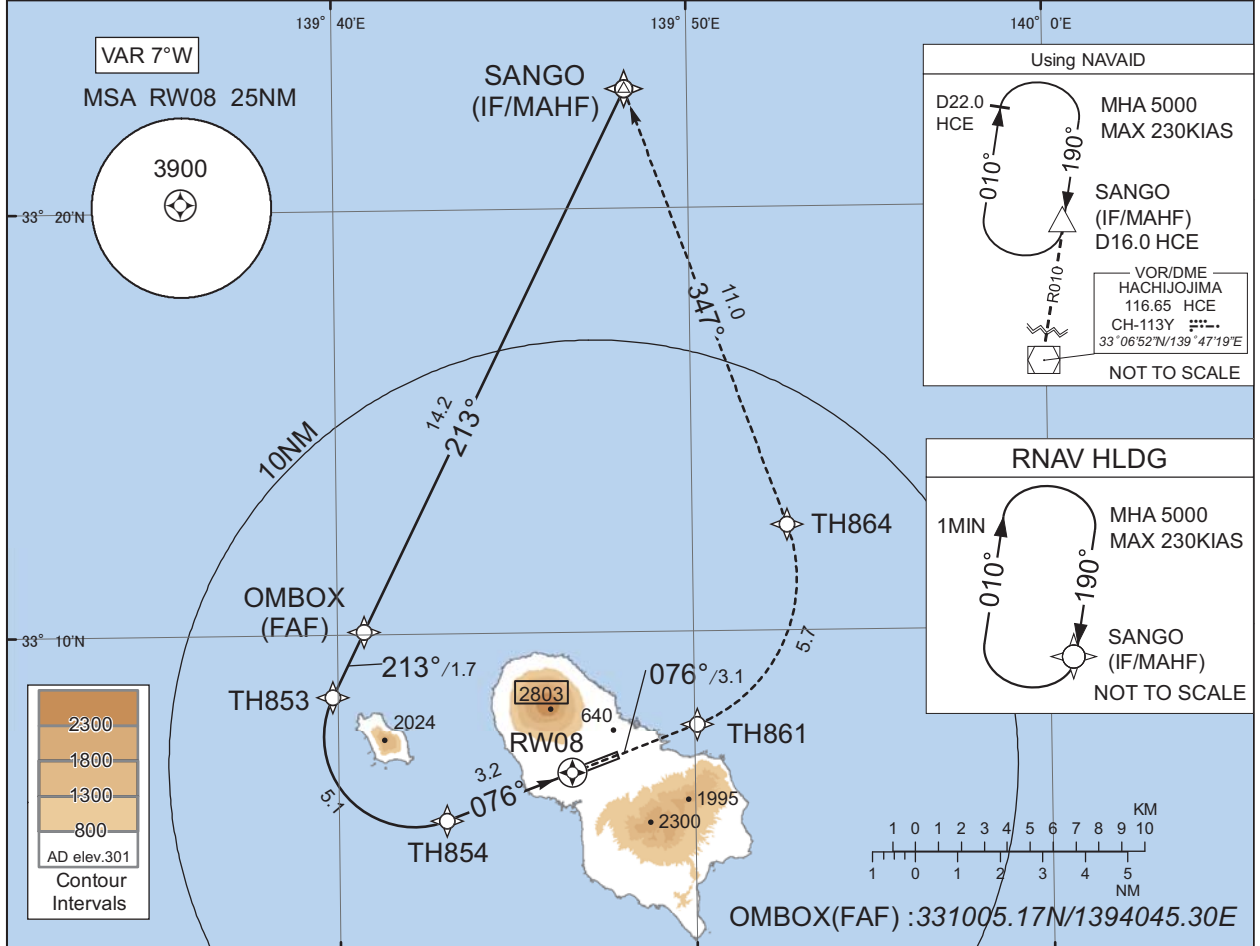 139° 40'E
139° 50'E
140° 0'E
VAR 7°W
MSA RW08 25NM
3900
SANGO
(IF/MAHF)
33° 20'N
11.0
347°
14.2
213°
10NM
TH864
OMBOX
(FAF)
33° 10'N
213°/1.7
TH853
5.7
076°/3.1
2803
640
2024
RW08
TH861
5.1
3.2
076°
TH854
1995
2300
2300
1800
1300
800
AD elev.301
Contour
Intervals
Using NAVAID
D22.0
HCE
MHA 5000
MAX 230KIAS
010°
190°
SANGO
(IF/MAHF)
D16.0 HCE
R010
VOR/DME
HACHIJOJIMA
116.65 HCE
CH-113Y
33°06'52"N/139°47'19"E
NOT TO SCALE
RNAV HLDG
1MIN
MHA 5000
MAX 230KIAS
010°
190°
SANGO
(IF/MAHF)
NOT TO SCALE
KM
1 0 1 2 3 4 5 6 7 8 9 10
1 0 1 2 3 4 5
NM
OMBOX(FAF) :331005.17N/1394045.30E